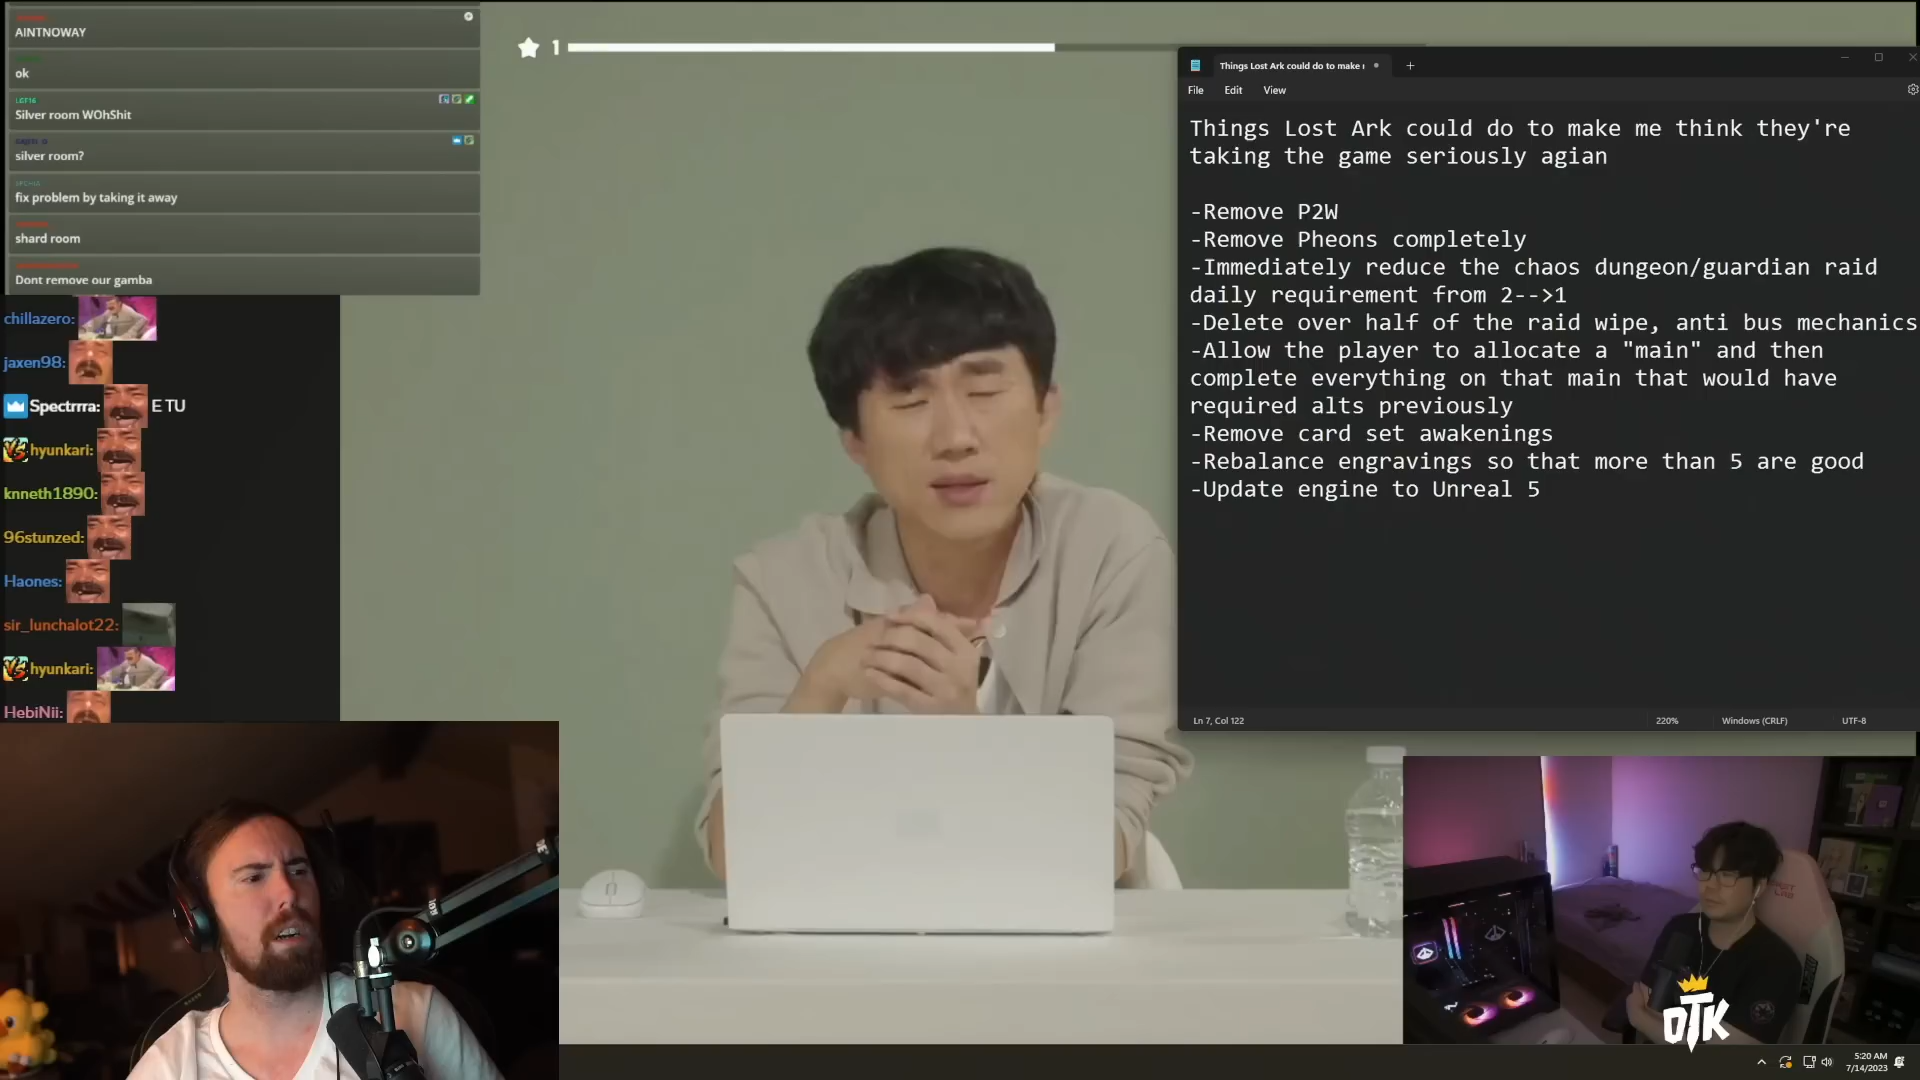 AINTNOWAY
ok
Silver room WOhShit
silver room?
fix problem by taking it away
shard room
Dont remove our gamba
chillazero:
jaxen98:
Spectrrra: E TU
hyunkari:
knneth1890:
96stunzed:
Haones:
sir_lunchalot22:
hyunkari:
HebiNii:
1
Things Lost Ark could do to make
File Edit View
Things Lost Ark could do to make me think they're
taking the game seriously agian
-Remove P2W
-Remove Pheons completely
-Immediately reduce the chaos dungeon/guardian raid
daily requirement from 2-->1
-Delete over half of the raid wipe, anti bus mechanics
-Allow the player to allocate a "main" and then
complete everything on that main that would have
required alts previously
-Remove card set awakenings
-Rebalance engravings so that more than 5 are good
-Update engine to Unreal 5
Ln 7, Col 122 220% Windows (CRLF) UTF-8
OTK
5:20 AM
7/14/2023